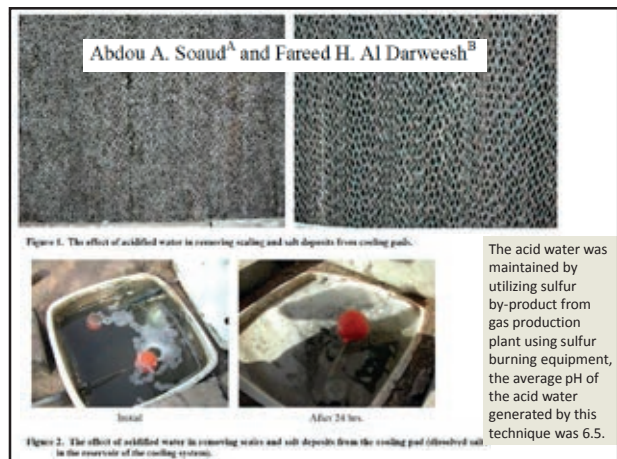 Abdou A. Soaud^A and Fareed H. Al Darweesh^B
Figure 1. The effect of acidified water in removing scaling and salt deposits from cooling pads.
The acid water was
maintained by
utilizing sulfur
by-product from
gas production
plant using sulfur
burning equipment,
the average pH of
the acid water
generated by this
technique was 6.5.
Initial
After 24 hrs.
Figure 2. The effect of acidified water in removing scales and salt deposits from the cooling pad (dissolved salt
in the reservoir of the cooling system).